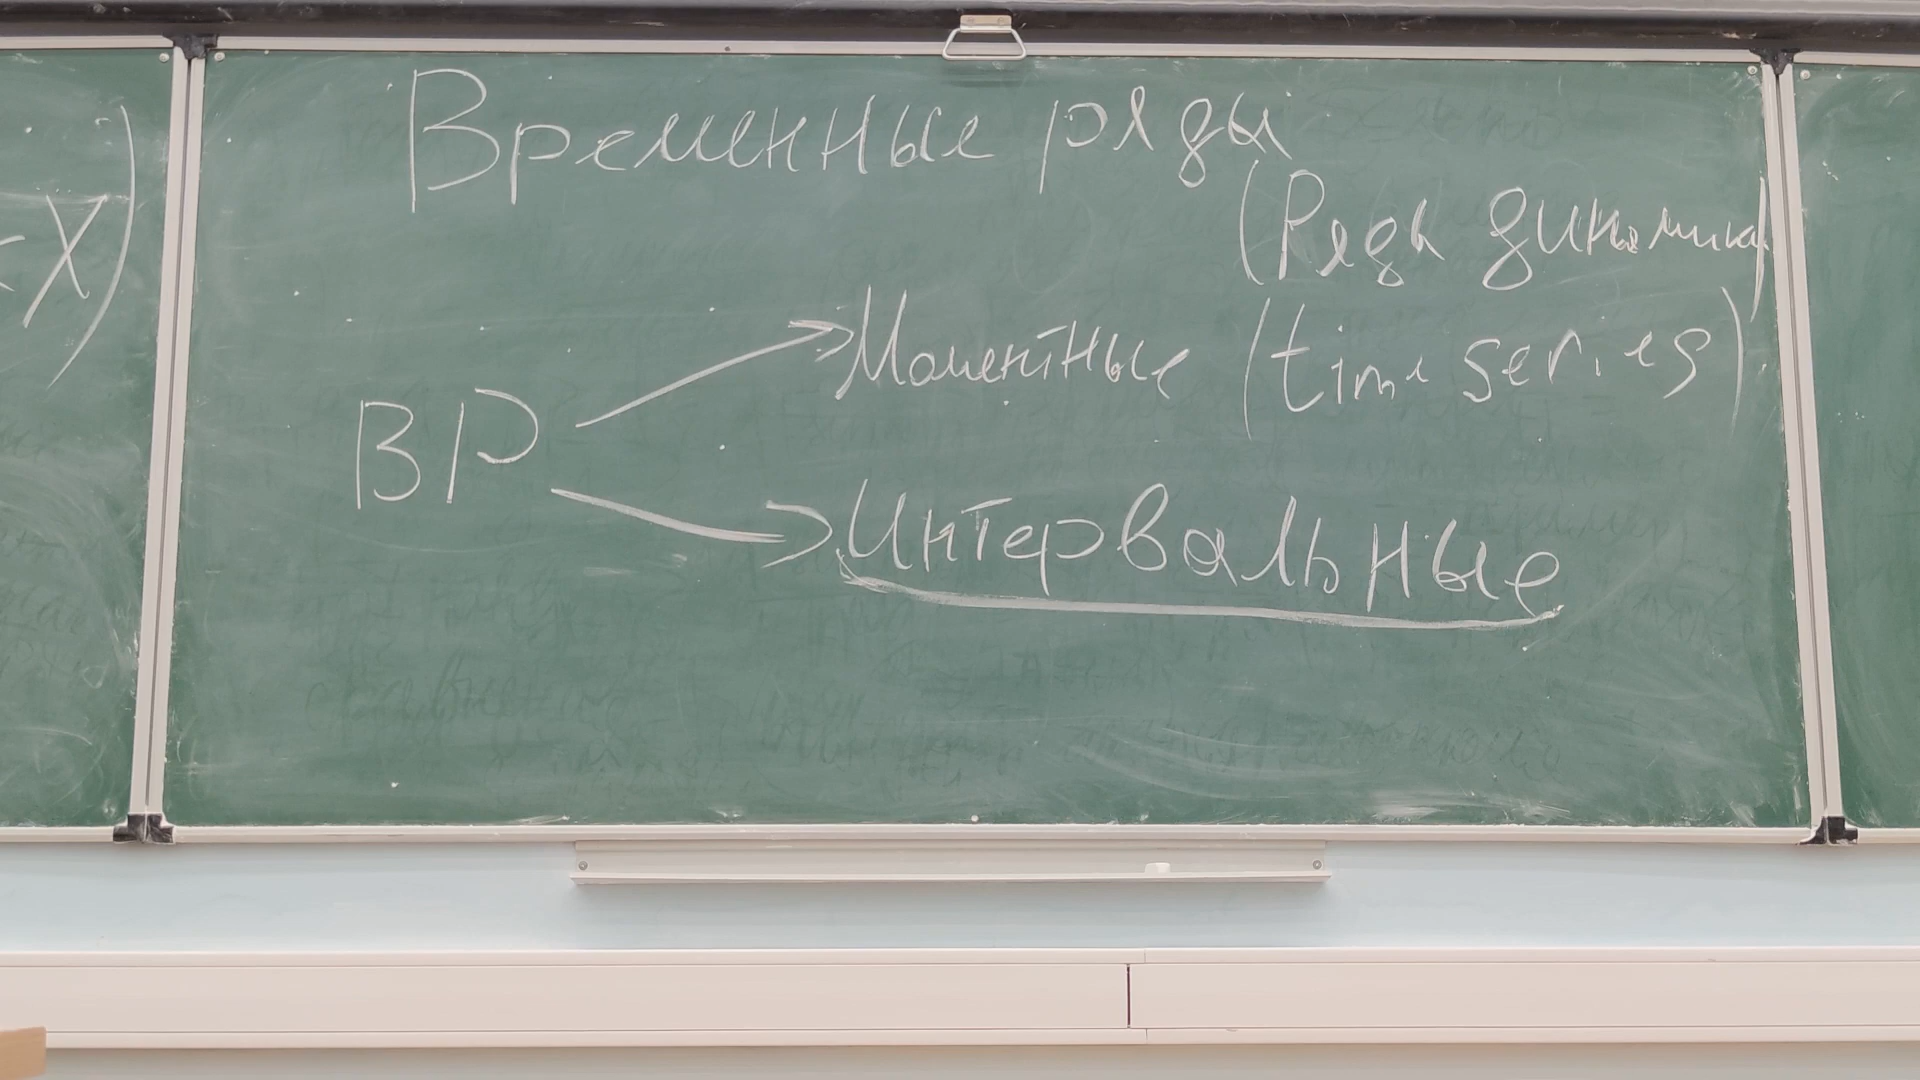 Временные ряды
(Ряды динамики)
Моментные (time series)
ВР
Интервальные
<X)